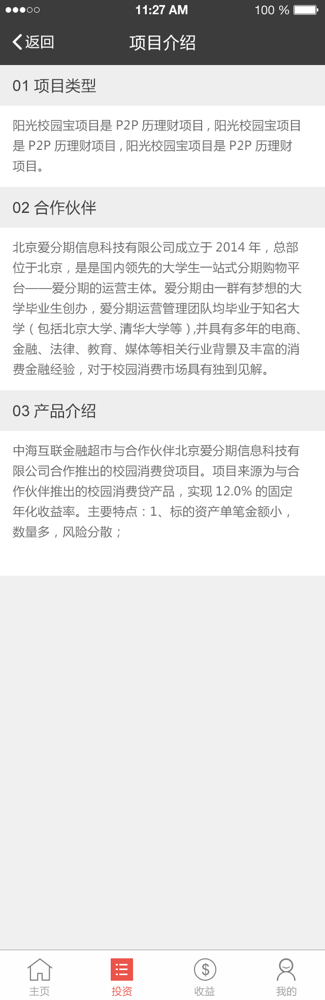 11:27 AM 100 %
返回 项目介绍
01 项目类型
阳光校园宝项目是 P2P 历理财项目 , 阳光校园宝项目
是 P2P 历理财项目 , 阳光校园宝项目是 P2P 历理财
项目。
02 合作伙伴
北京爱分期信息科技有限公司成立于 2014 年，总部
位于北京，是是国内领先的大学生一站式分期购物平
台——爱分期的运营主体。爱分期由一群有梦想的大
学毕业生创办，爱分期运营管理团队均毕业于知名大
学（包括北京大学、清华大学等）,并具有多年的电商、
金融、法律、教育、媒体等相关行业背景及丰富的消
费金融经验，对于校园消费市场具有独到见解。
03 产品介绍
中海互联金融超市与合作伙伴北京爱分期信息科技有
限公司合作推出的校园消费贷项目。项目来源为与合
作伙伴推出的校园消费贷产品，实现 12.0% 的固定
年化收益率。主要特点：1、标的资产单笔金额小，
数量多，风险分散；
主页 投资 收益 我的